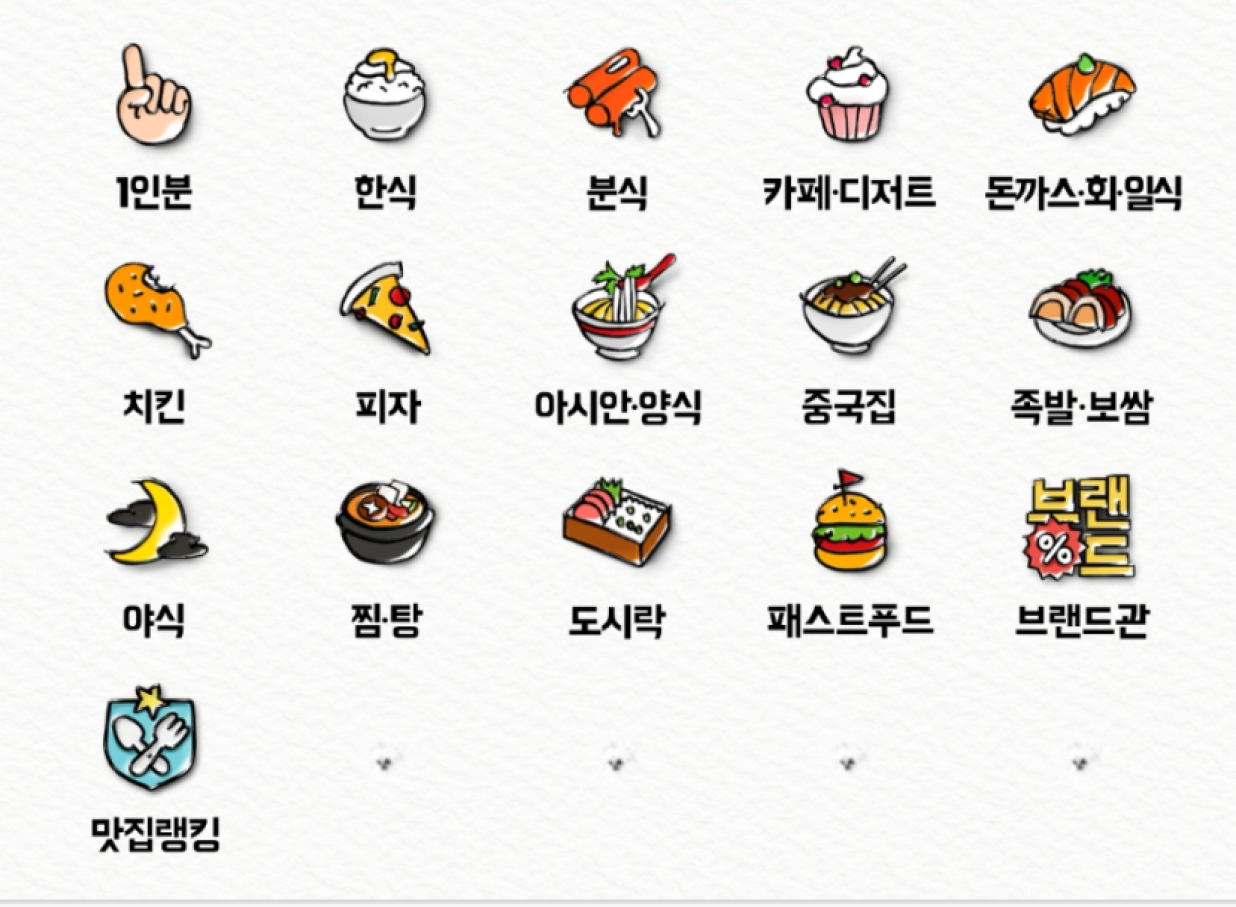 1인분
한식
분식
카페·디저트
돈까스·화·일식
치킨
피자
아시안·양식
중국집
족발·보쌈
브랜
%드
야식
찜·탕
도시락
패스트푸드
브랜드관
맛집랭킹